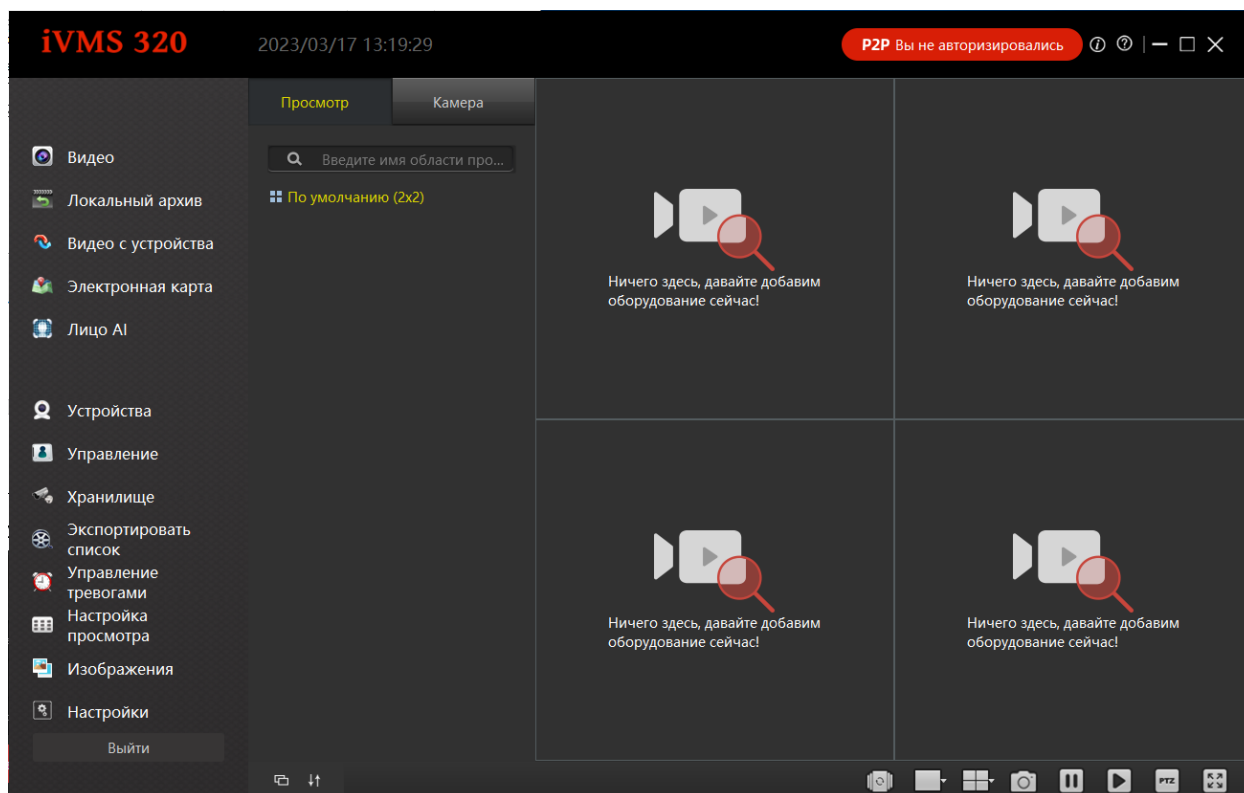 iVMS 320
2023/03/17 13:19:29
P2P Вы не авторизировались
Просмотр
Камера
Введите имя области про...
По умолчанию (2x2)
Видео
Локальный архив
Видео с устройства
Электронная карта
Лицо AI
Устройства
Управление
Хранилище
Экспортировать
список
Управление
тревогами
Настройка
просмотра
Изображения
Настройки
Выйти
Ничего здесь, давайте добавим
оборудование сейчас!
Ничего здесь, давайте добавим
оборудование сейчас!
Ничего здесь, давайте добавим
оборудование сейчас!
Ничего здесь, давайте добавим
оборудование сейчас!
PTZ